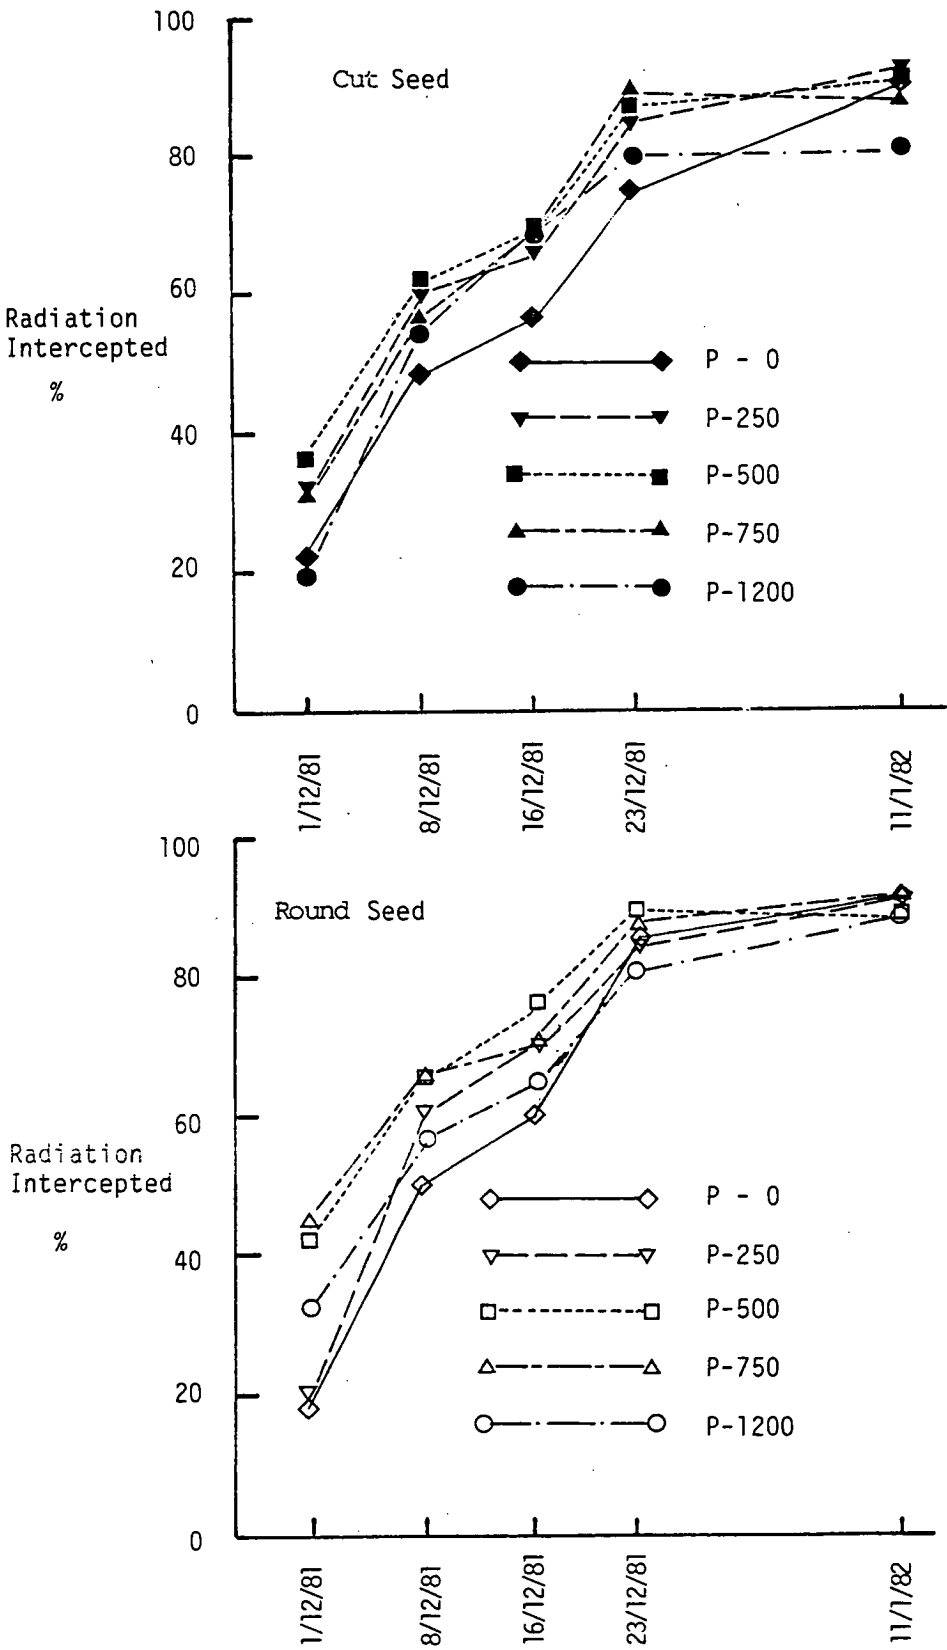 100
Cut Seed
80
60
Radiation
Intercepted
%
P - 0
P-250
40
P-500
P-750
20
P-1200
0
1/12/81
8/12/81
16/12/81
23/12/81
11/1/82
100
Round Seed
80
60
Radiation
Intercepted
%
P - 0
40
P-250
P-500
20
P-750
P-1200
0
1/12/81
8/12/81
16/12/81
23/12/81
11/1/82